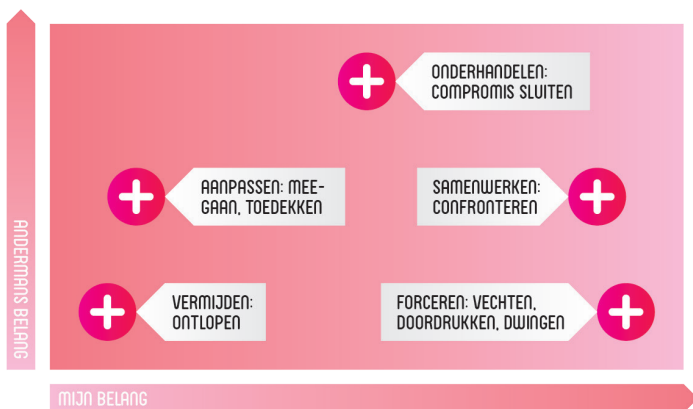 ONDERHANDELEN:
COMPROMIS SLUITEN
AANPASSEN: MEE-
GAAN, TOEDEKKEN
SAMENWERKEN:
CONFRONTEREN
VERMIJDEN:
ONTLOPEN
FORCEREN: VECHTEN,
DOORDRUKKEN, DWINGEN
ANDERMANS BELANG
MIJN BELANG